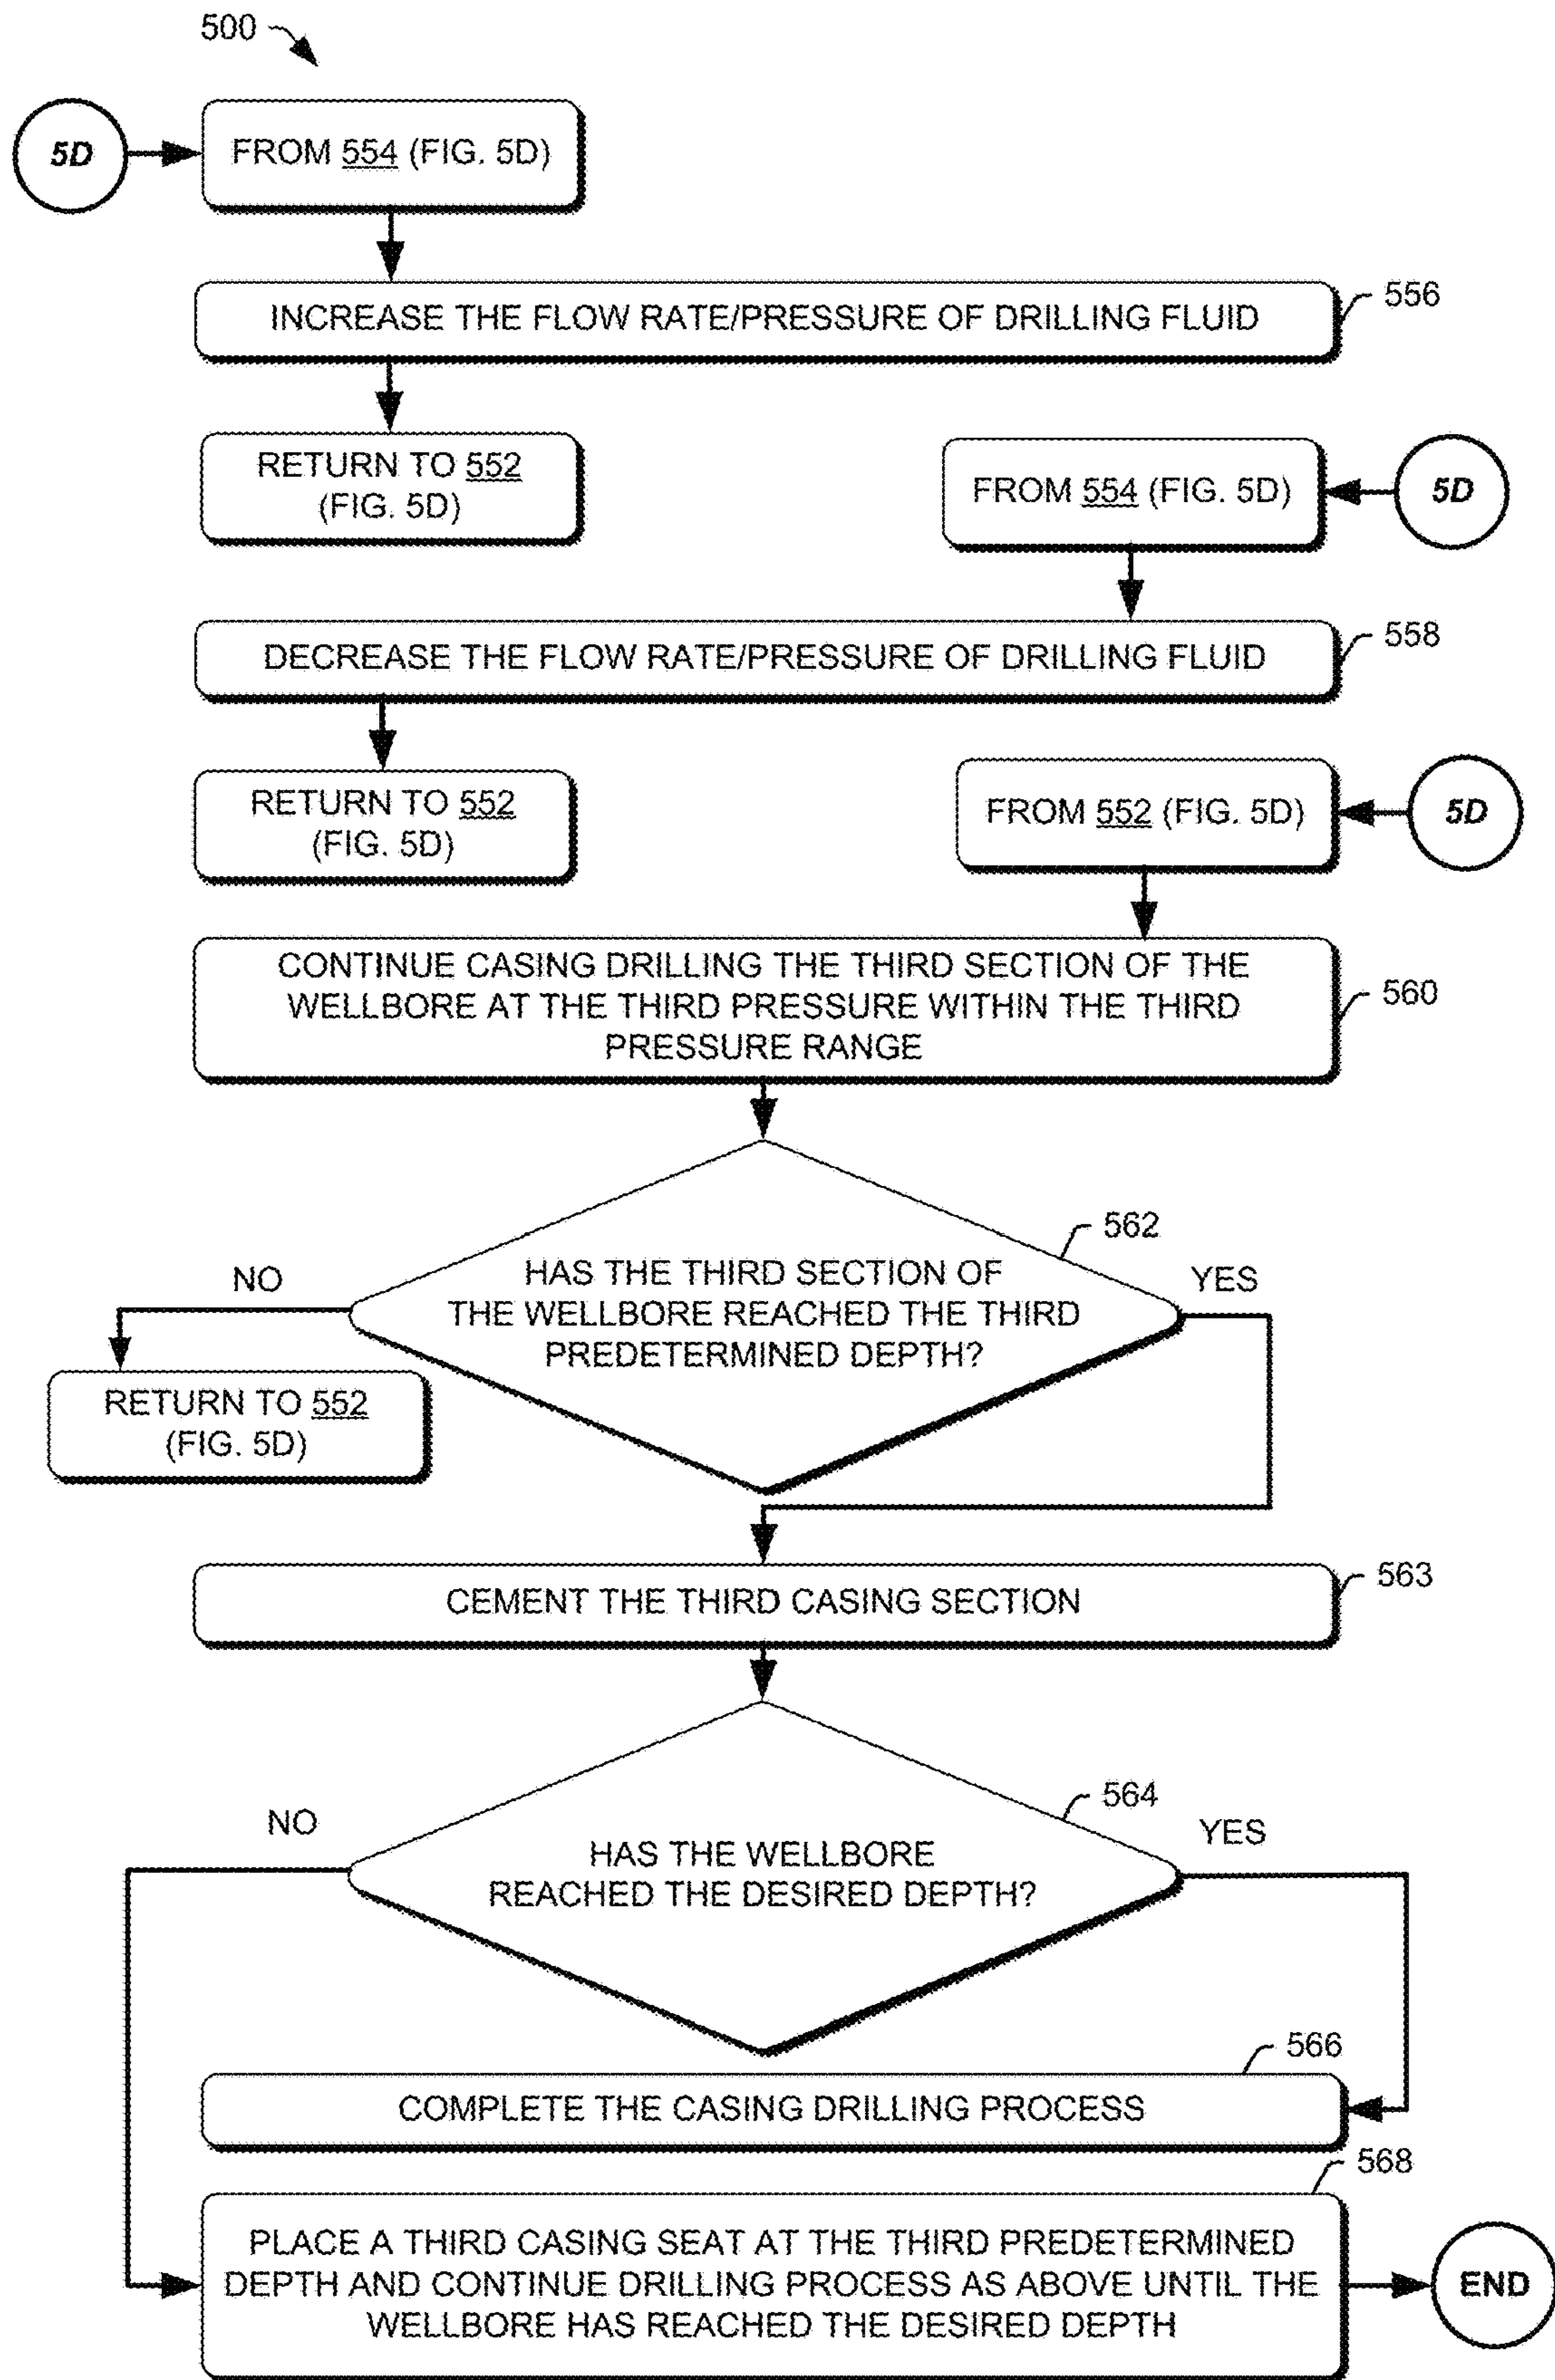 500
5D
FROM 554 (FIG. 5D)
556
INCREASE THE FLOW RATE/PRESSURE OF DRILLING FLUID
RETURN TO 552
(FIG. 5D)
FROM 554 (FIG. 5D)
5D
558
DECREASE THE FLOW RATE/PRESSURE OF DRILLING FLUID
RETURN TO 552
(FIG. 5D)
FROM 552 (FIG. 5D)
5D
CONTINUE CASING DRILLING THE THIRD SECTION OF THE
WELLBORE AT THE THIRD PRESSURE WITHIN THE THIRD
PRESSURE RANGE
560
562
NO
HAS THE THIRD SECTION OF
THE WELLBORE REACHED THE THIRD
PREDETERMINED DEPTH?
YES
RETURN TO 552
(FIG. 5D)
563
CEMENT THE THIRD CASING SECTION
564
NO
HAS THE WELLBORE
REACHED THE DESIRED DEPTH?
YES
566
COMPLETE THE CASING DRILLING PROCESS
568
PLACE A THIRD CASING SEAT AT THE THIRD PREDETERMINED
DEPTH AND CONTINUE DRILLING PROCESS AS ABOVE UNTIL THE
WELLBORE HAS REACHED THE DESIRED DEPTH
END